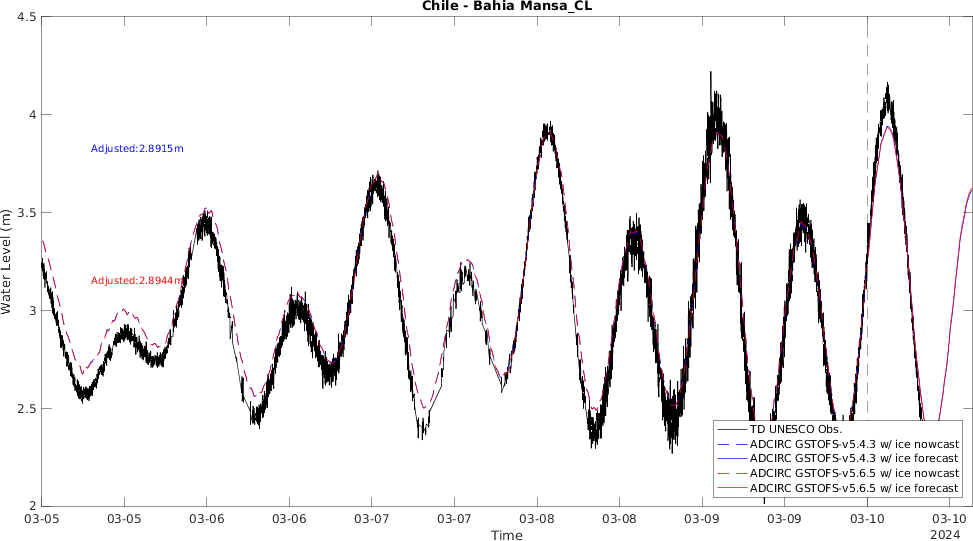 Chile - Bahia Mansa_CL
4.5
4
3.5
3
2.5
2
Water Level (m)
Adjusted:2.8915m
Adjusted:2.8944m
TD UNESCO Obs.
ADCIRC GSTOFS-v5.4.3 w/ ice nowcast
ADCIRC GSTOFS-v5.4.3 w/ ice forecast
ADCIRC GSTOFS-v5.6.5 w/ ice nowcast
ADCIRC GSTOFS-v5.6.5 w/ ice forecast
03-05 03-05 03-06 03-06 03-07 03-07 03-08 03-08 03-09 03-09 03-10 03-10
2024
Time